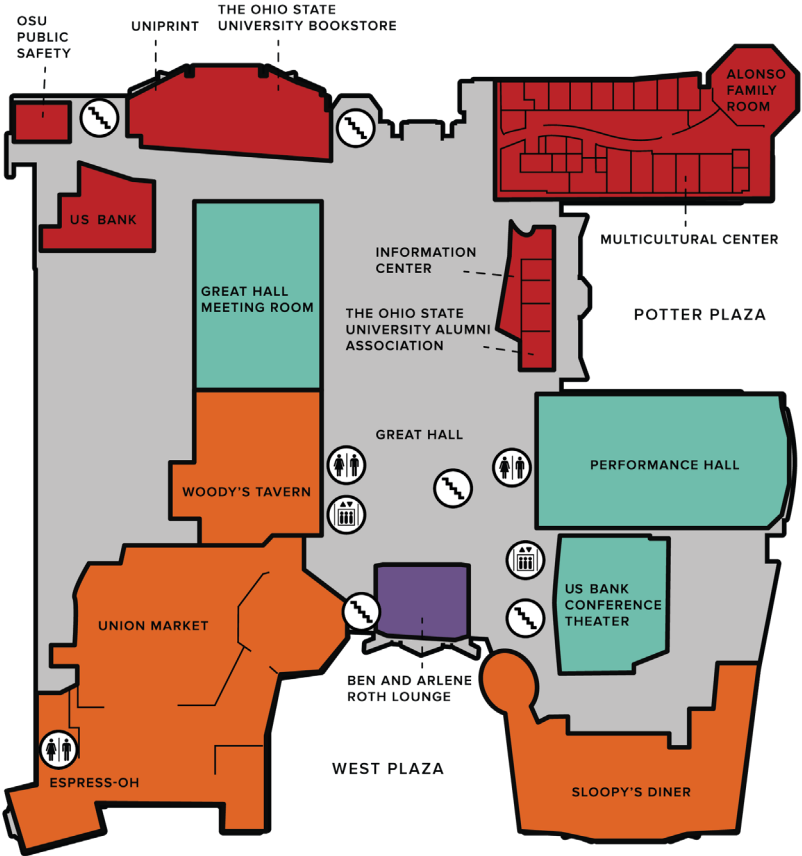 OSU
PUBLIC
SAFETY
UNIPRINT
THE OHIO STATE
UNIVERSITY BOOKSTORE
ALONSO
FAMILY
ROOM
US BANK
MULTICULTURAL CENTER
INFORMATION
CENTER
GREAT HALL
MEETING ROOM
THE OHIO STATE
UNIVERSITY ALUMNI
ASSOCIATION
POTTER PLAZA
GREAT HALL
PERFORMANCE HALL
WOODY'S TAVERN
US BANK
CONFERENCE
THEATER
UNION MARKET
BEN AND ARLENE
ROTH LOUNGE
WEST PLAZA
ESPRESS-OH
SLOOPY'S DINER